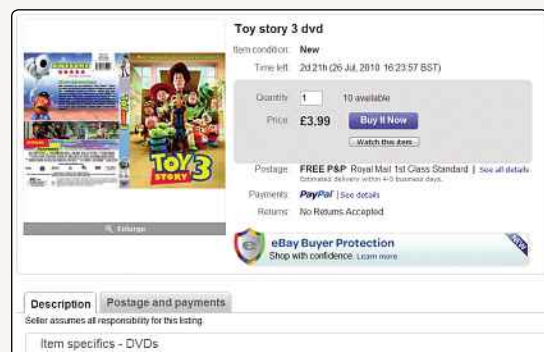 Toy story 3 dvd
Item condition: New
Time left: 2d 21h (26 Jul, 2010 16:23:57 BST)
Quantity: 1 10 available
Price: £3.99 Buy It Now
Watch this item
Postage: FREE P&P Royal Mail 1st Class Standard | See all details
Estimated delivery within 4-5 business days.
Payments: PayPal | See details
Returns: No Returns Accepted
TOY STORY 3
Enlarge
eBay Buyer Protection
Shop with confidence Learn more
NEW
Description Postage and payments
Seller assumes all responsibility for this listing.
Item specifics - DVDs